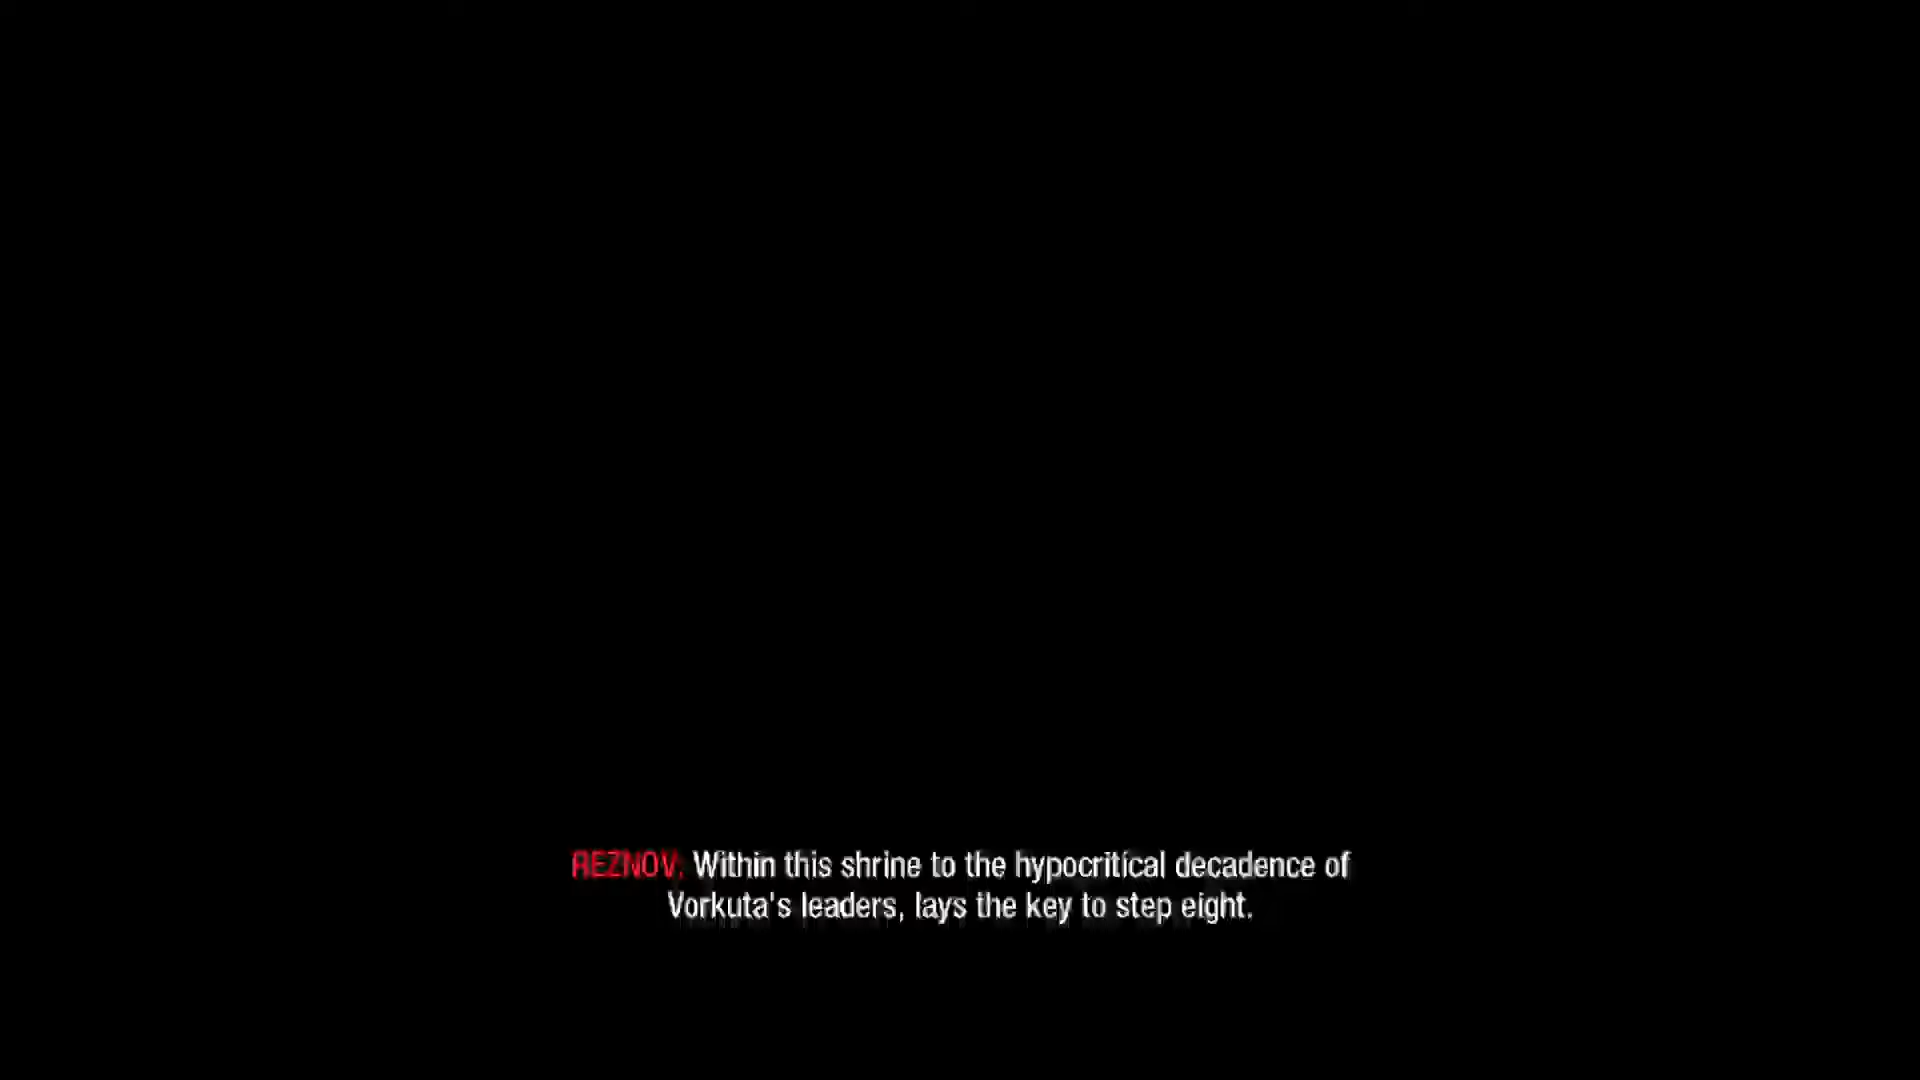 REZNOV: Within this shrine to the hypocritical decadence of
Vorkuta's leaders, lays the key to step eight.